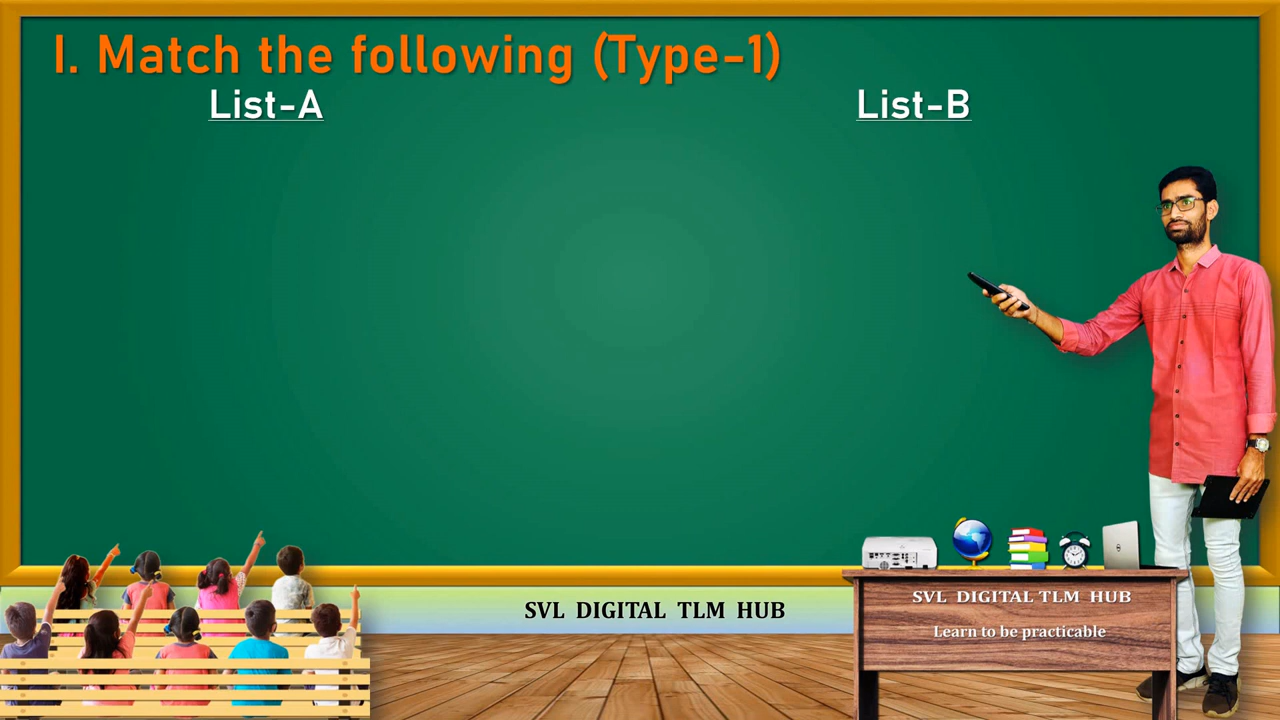 I. Match the following (Type-1)
List-A
List-B
SVL DIGITAL TLM HUB
SVL DIGITAL TLM HUB
Learn to be practicable